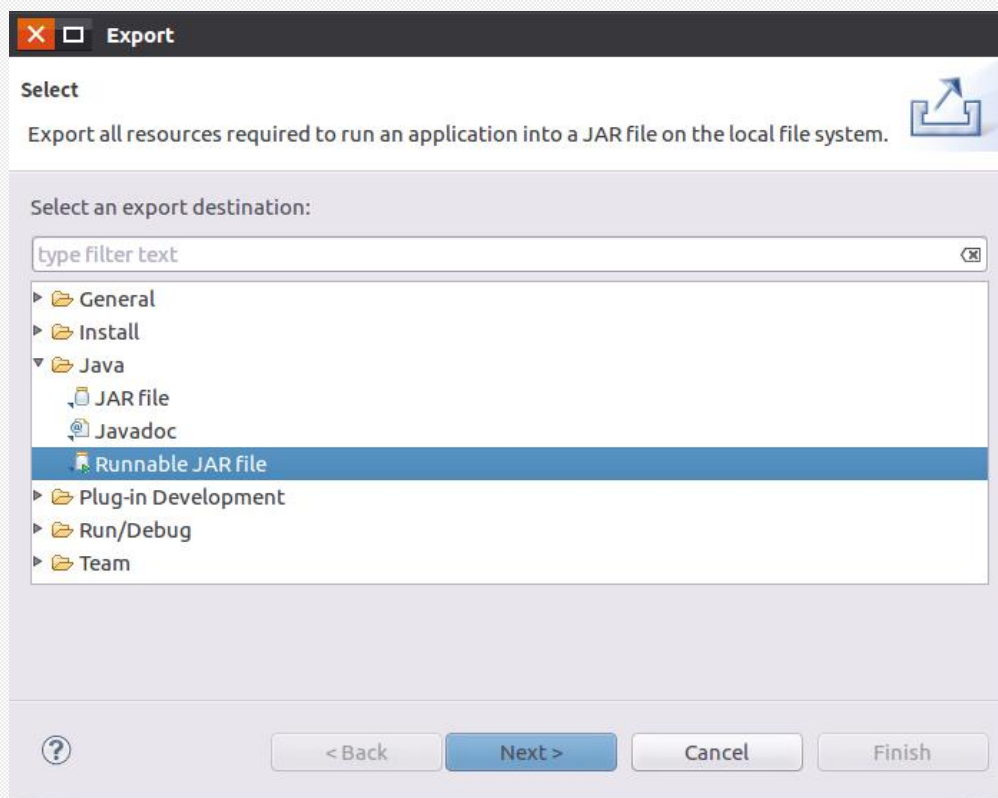 Export
Select
Export all resources required to run an application into a JAR file on the local file system.
Select an export destination:
type filter text
General
Install
Java
JAR file
Javadoc
Runnable JAR file
Plug-in Development
Run/Debug
Team
? < Back Next > Cancel Finish